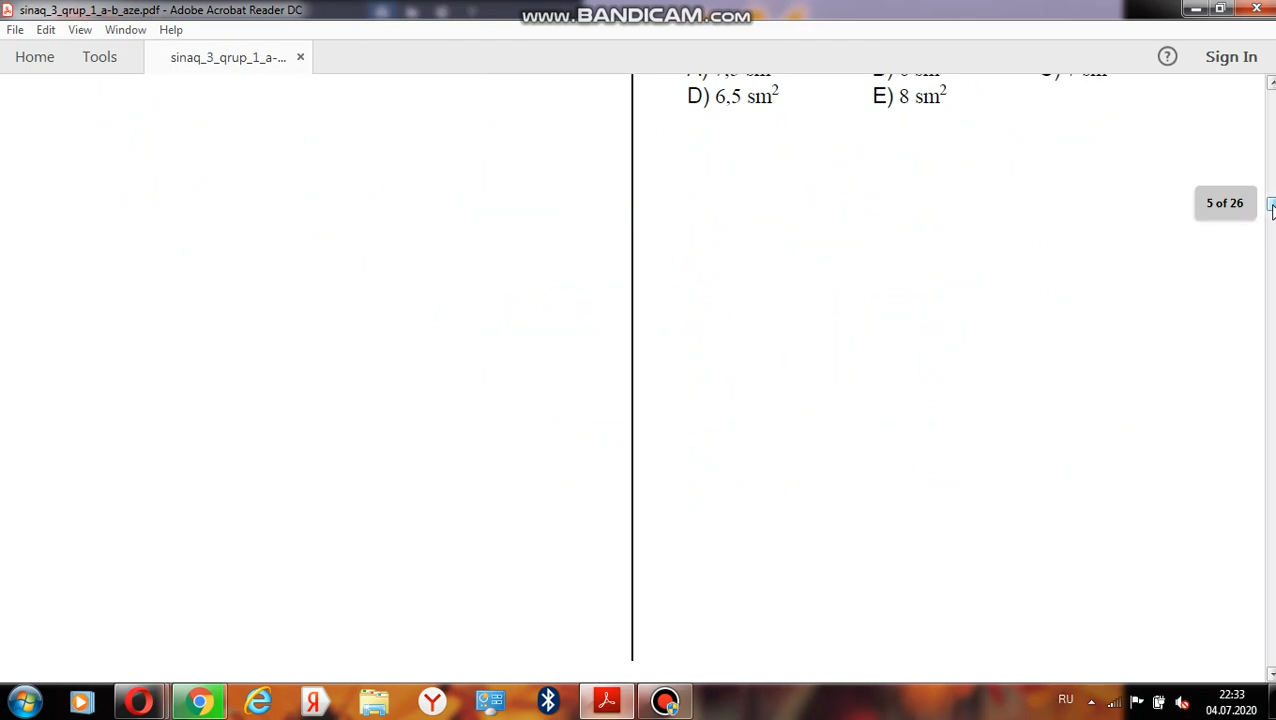 sinaq_3_qrup_1_a-b_aze.pdf - Adobe Acrobat Reader DC
www.BANDICAM.com
File Edit View Window Help
Home Tools sinaq_3_qrup_1_a-... × Sign In
D) 6,5 sm² E) 8 sm²
5 of 26
RU
22:33
04.07.2020